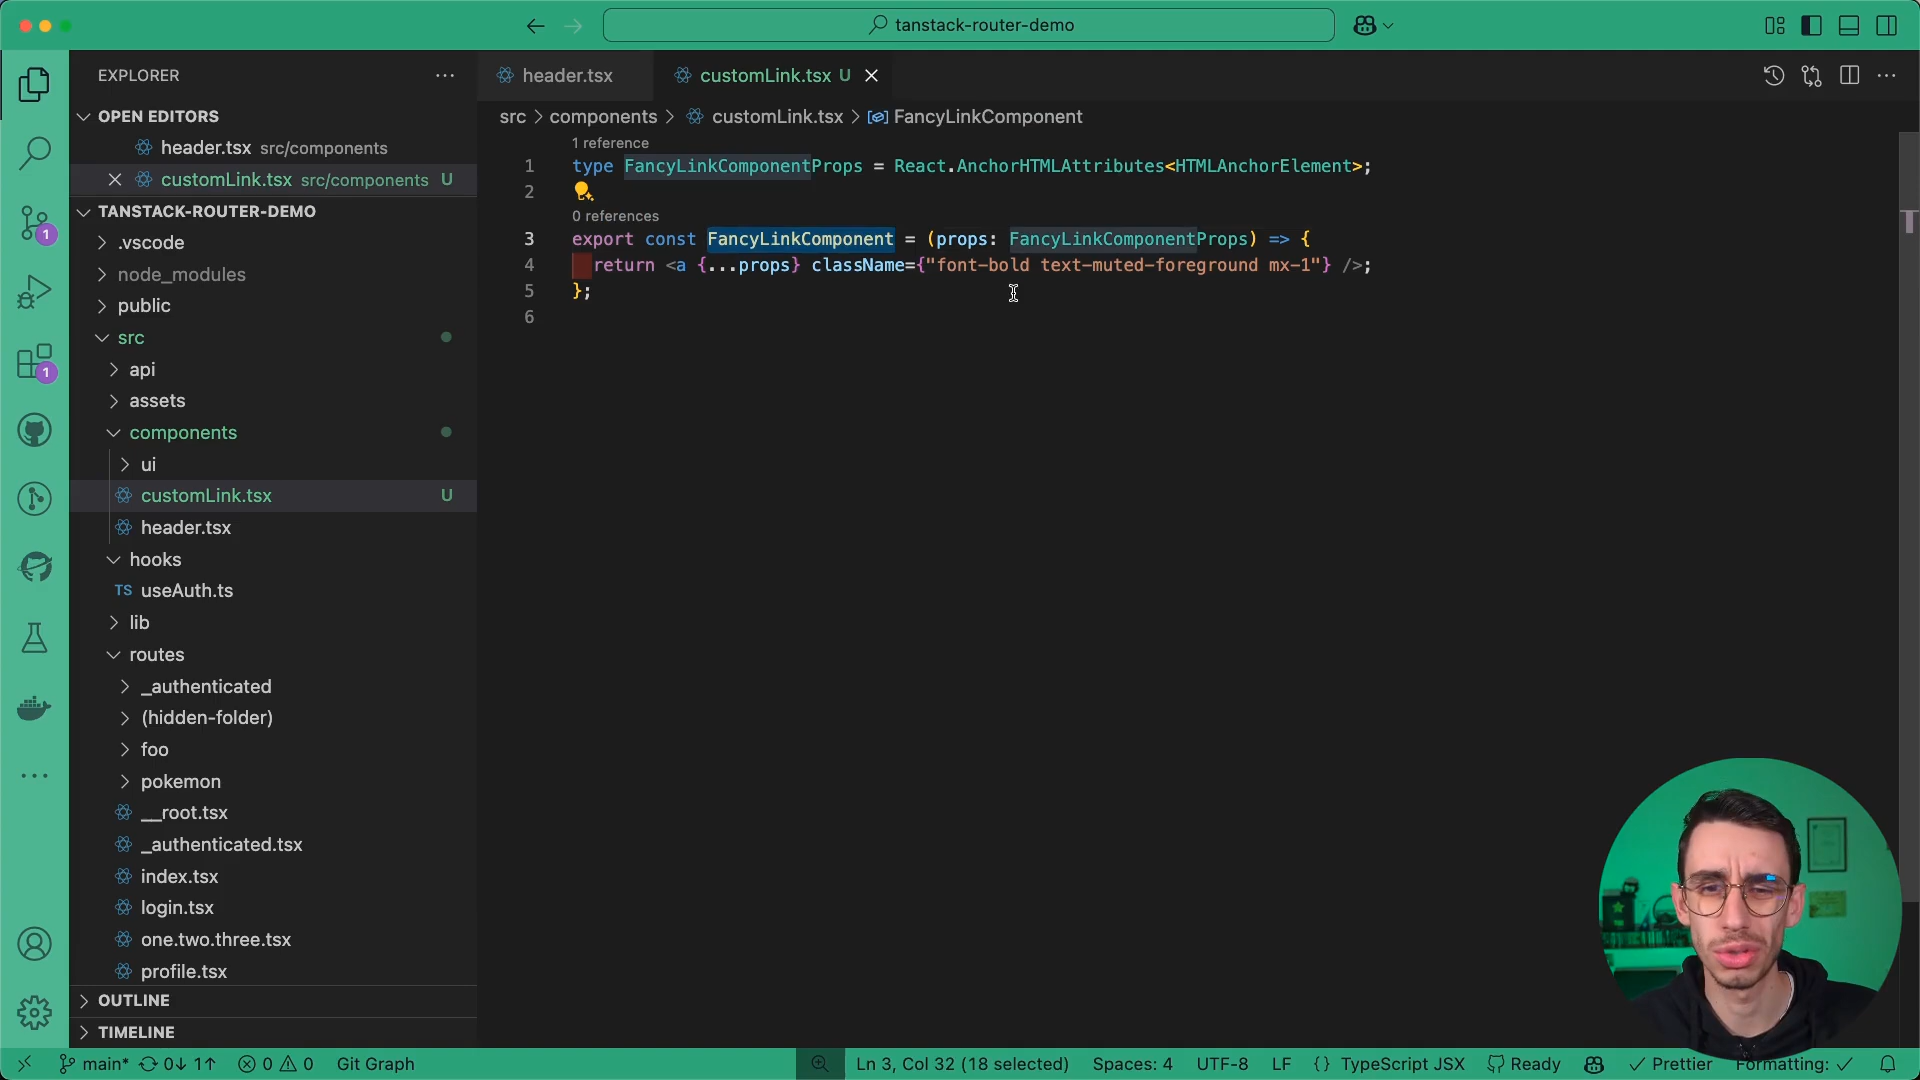 tanstack-router-demo
EXPLORER
OPEN EDITORS
header.tsx src/components
customLink.tsx src/components U
TANSTACK-ROUTER-DEMO
.vscode
node_modules
public
src
api
assets
components
ui
customLink.tsx U
header.tsx
hooks
TS useAuth.ts
lib
routes
_authenticated
(hidden-folder)
foo
pokemon
__root.tsx
_authenticated.tsx
index.tsx
login.tsx
one.two.three.tsx
profile.tsx
OUTLINE
TIMELINE
1
1
header.tsx
customLink.tsx U
src > components > customLink.tsx > FancyLinkComponent
1 reference
1 type FancyLinkComponentProps = React.AnchorHTMLAttributes<HTMLAnchorElement>;
2
0 references
3 export const FancyLinkComponent = (props: FancyLinkComponentProps) => {
4 return <a {...props} className={"font-bold text-muted-foreground mx-1"} />;
5 };
6
main* 0↓ 1↑ 0 0 Git Graph
Ln 3, Col 32 (18 selected) Spaces: 4 UTF-8 LF {} TypeScript JSX Ready Prettier Formatting: